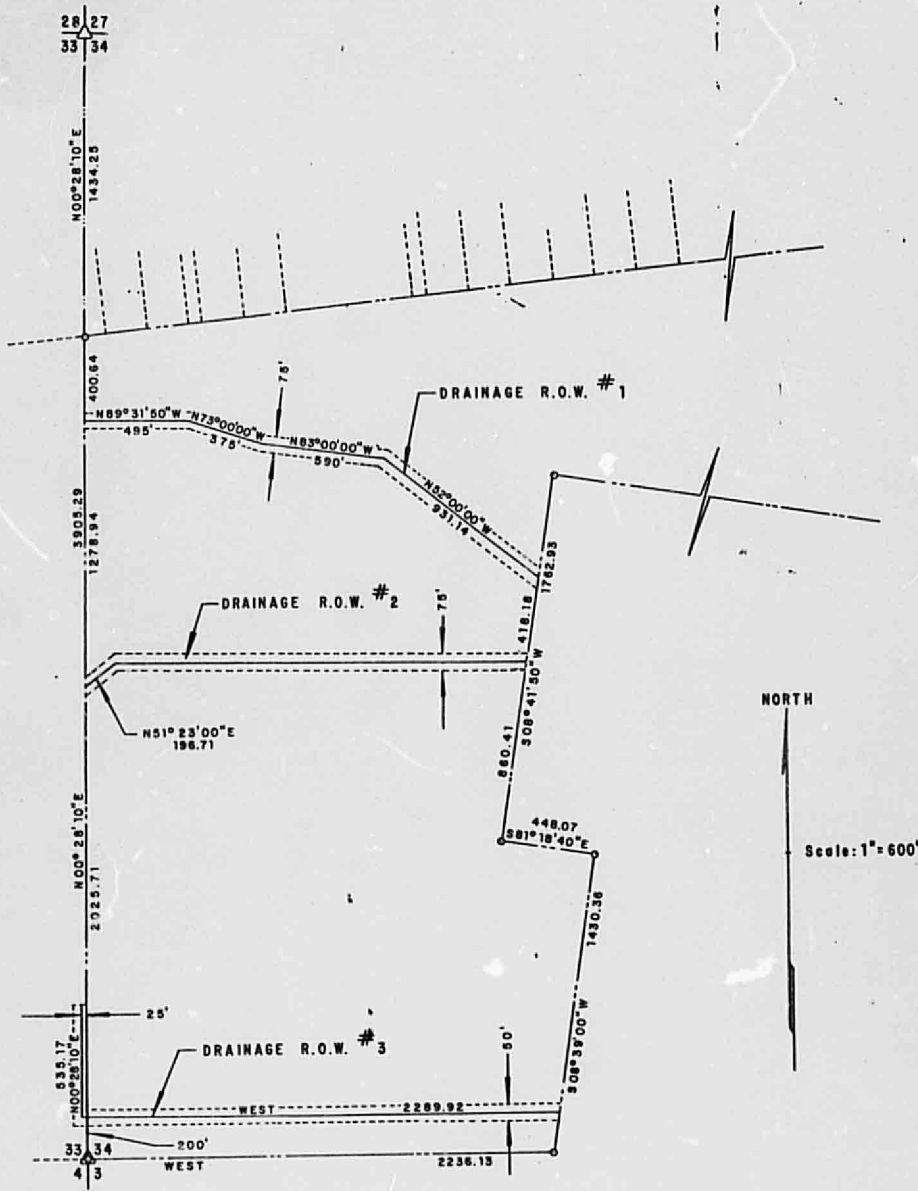 28 27
33 34
N00°28'10"E
1434.25
400.64
75'
DRAINAGE R.O.W. #1
N89°31'50"W
495'
N73°00'00"W
375'
N83°00'00"W
590'
N52°00'00"W
931.14
3905.29
1278.94
1762.93
418.18
DRAINAGE R.O.W. #2
75'
S08°41'50"W
N51°23'00"E
196.71
860.41
NORTH
448.07
S81°18'40"E
Scale: 1"=600'
N00°28'10"E
2025.71
1430.36
25'
535.17
N00°28'10"E
DRAINAGE R.O.W. #3
50'
S08°39'00"W
WEST 2289.92
200'
33 34
4 3
WEST
2236.13